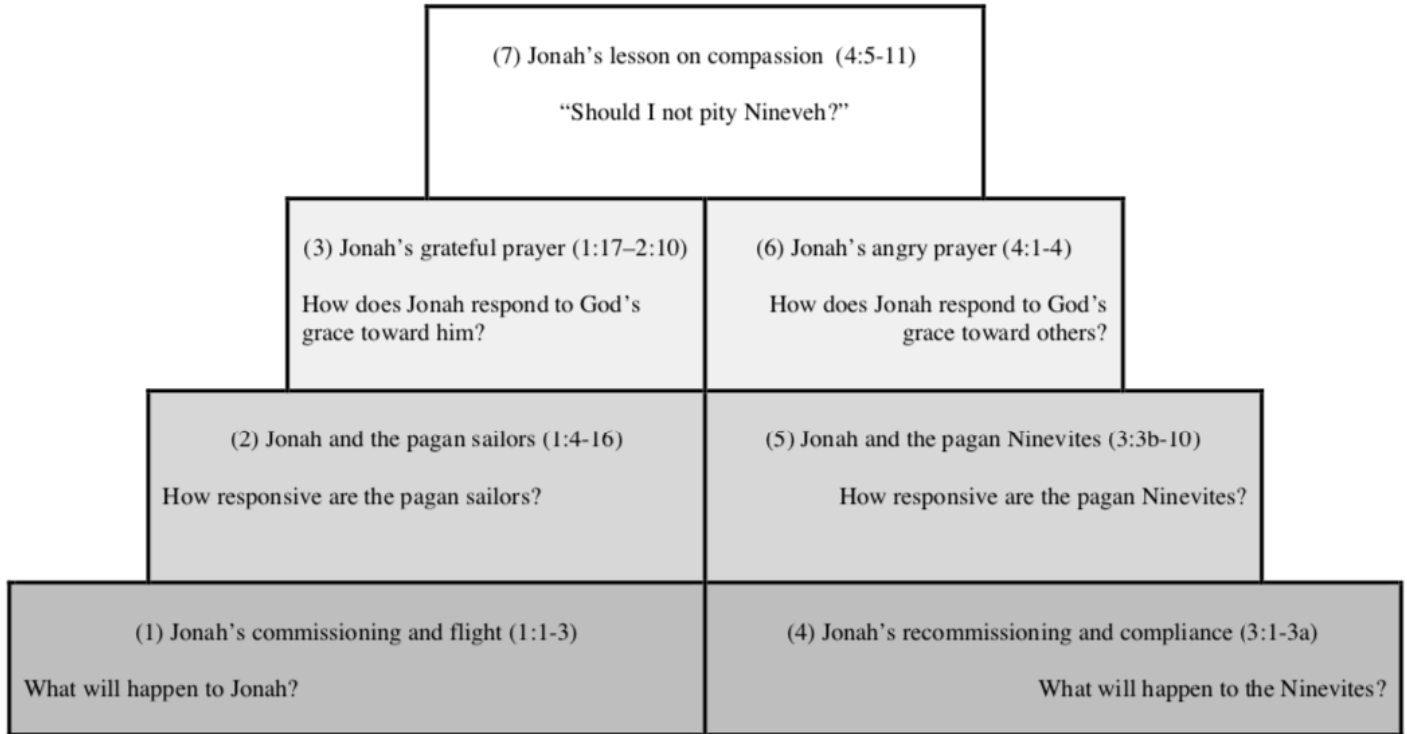 (7) Jonah’s lesson on compassion (4:5-11)
“Should I not pity Nineveh?”
(3) Jonah’s grateful prayer (1:17–2:10)
How does Jonah respond to God’s
grace toward him?
(6) Jonah’s angry prayer (4:1-4)
How does Jonah respond to God’s
grace toward others?
(2) Jonah and the pagan sailors (1:4-16)
How responsive are the pagan sailors?
(5) Jonah and the pagan Ninevites (3:3b-10)
How responsive are the pagan Ninevites?
(1) Jonah’s commissioning and flight (1:1-3)
What will happen to Jonah?
(4) Jonah’s recommissioning and compliance (3:1-3a)
What will happen to the Ninevites?